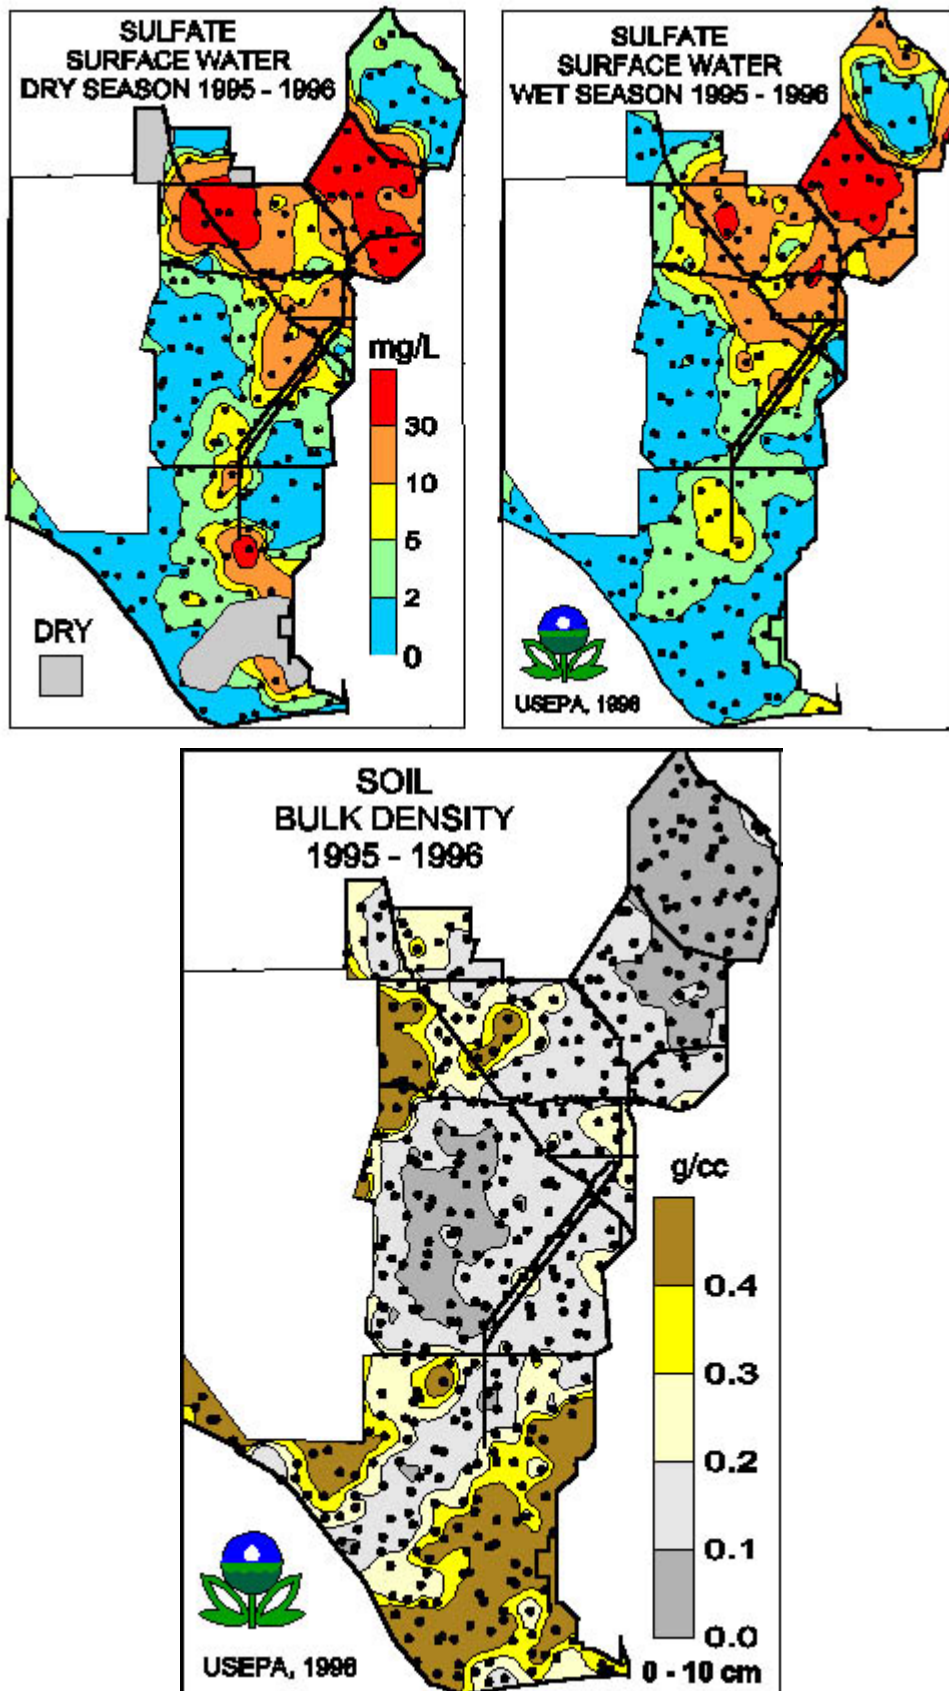 SULFATE
SURFACE WATER
DRY SEASON 1995 - 1996
mg/L
30
10
5
2
0
DRY
SULFATE
SURFACE WATER
WET SEASON 1995 - 1996
USEPA, 1996
SOIL
BULK DENSITY
1995 - 1996
g/cc
0.4
0.3
0.2
0.1
0.0
0 - 10 cm
USEPA, 1996